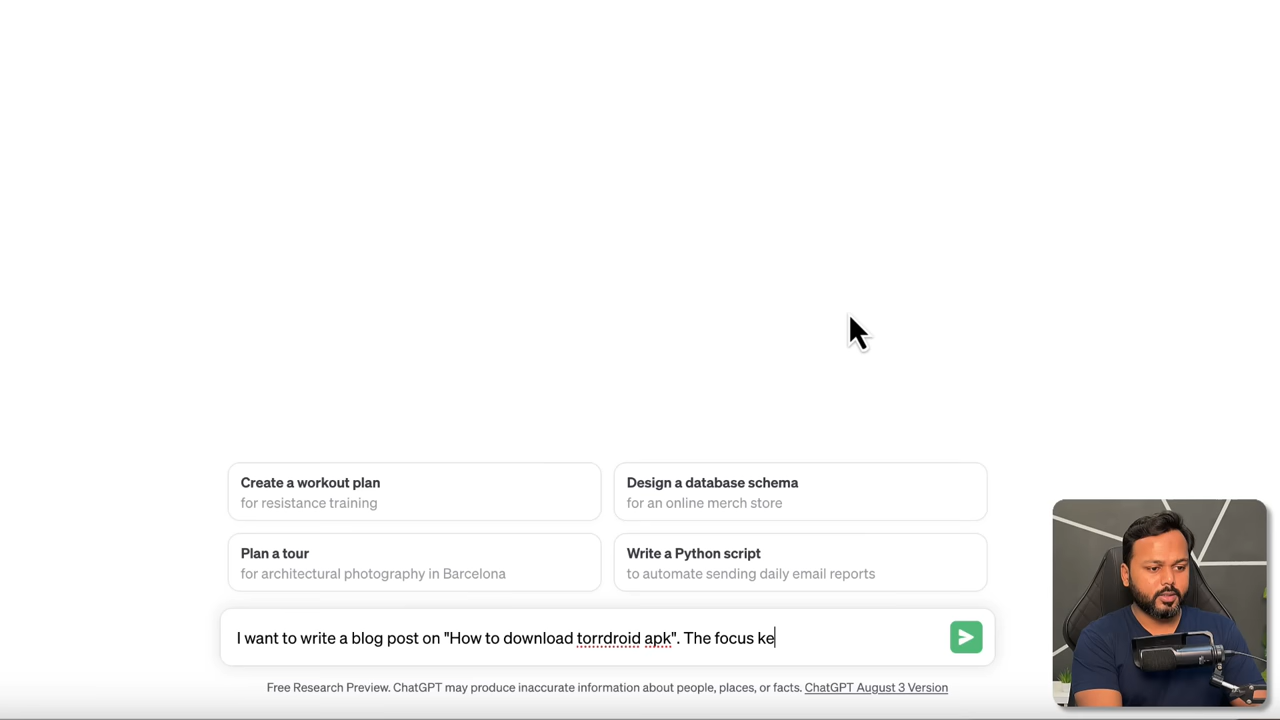 Create a workout plan
for resistance training
Design a database schema
for an online merch store
Plan a tour
for architectural photography in Barcelona
Write a Python script
to automate sending daily email reports
I want to write a blog post on "How to download torrdroid apk". The focus ke
Free Research Preview. ChatGPT may produce inaccurate information about people, places, or facts. ChatGPT August 3 Version